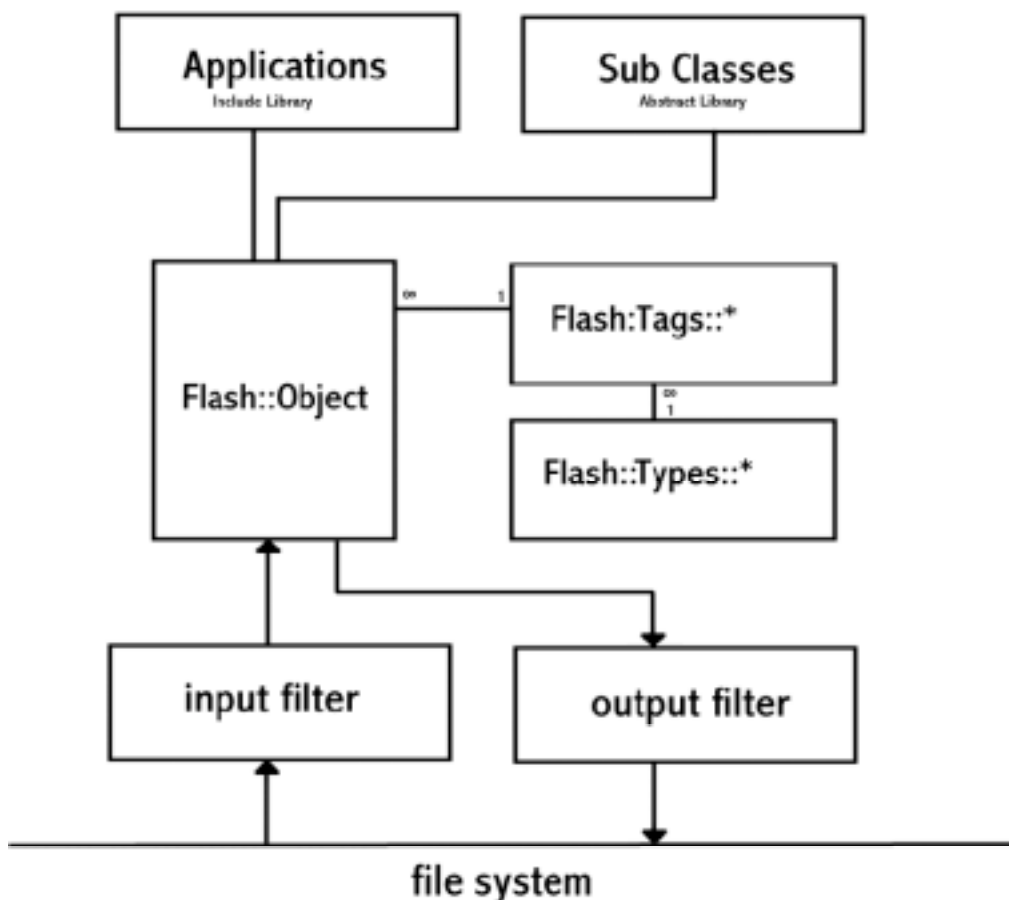 Applications
Include Library
Sub Classes
Abstract Library
∞ 1
Flash:Tags::*
Flash::Object
∞
1
Flash::Types::*
input filter
output filter
file system